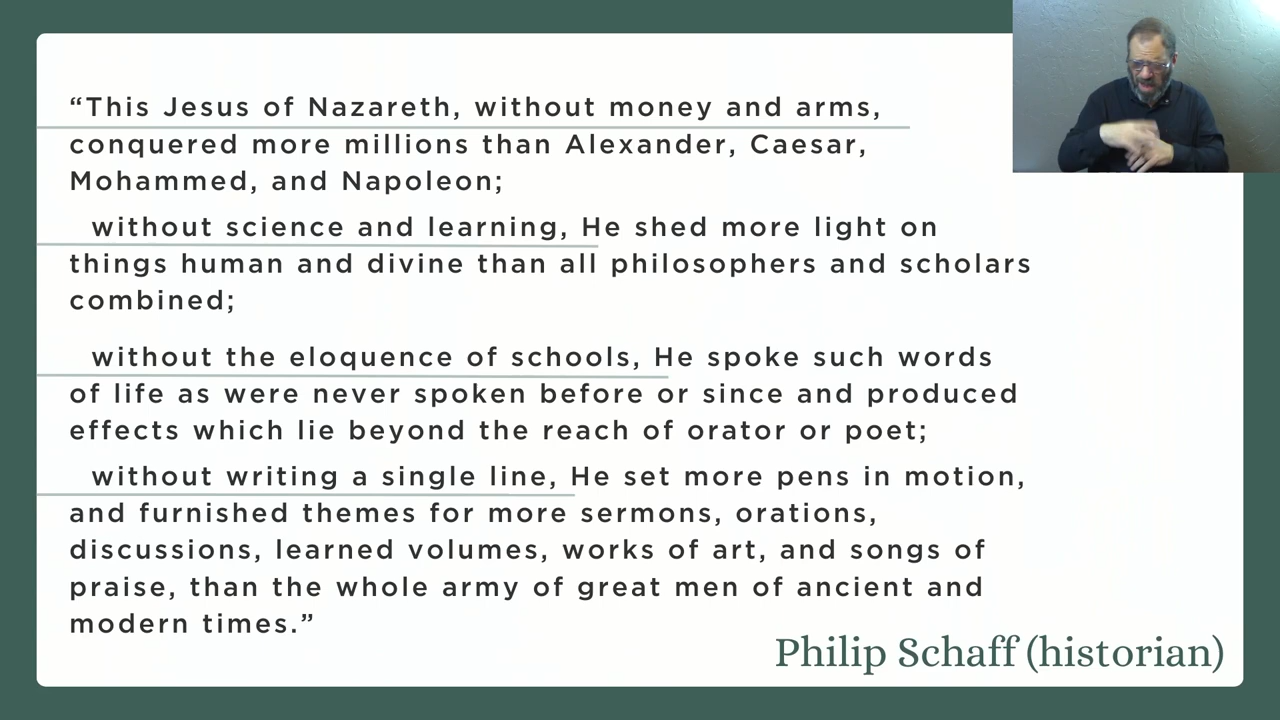 “This Jesus of Nazareth, without money and arms,
conquered more millions than Alexander, Caesar,
Mohammed, and Napoleon;
without science and learning, He shed more light on
things human and divine than all philosophers and scholars
combined;
without the eloquence of schools, He spoke such words
of life as were never spoken before or since and produced
effects which lie beyond the reach of orator or poet;
without writing a single line, He set more pens in motion,
and furnished themes for more sermons, orations,
discussions, learned volumes, works of art, and songs of
praise, than the whole army of great men of ancient and
modern times.”
Philip Schaff (historian)